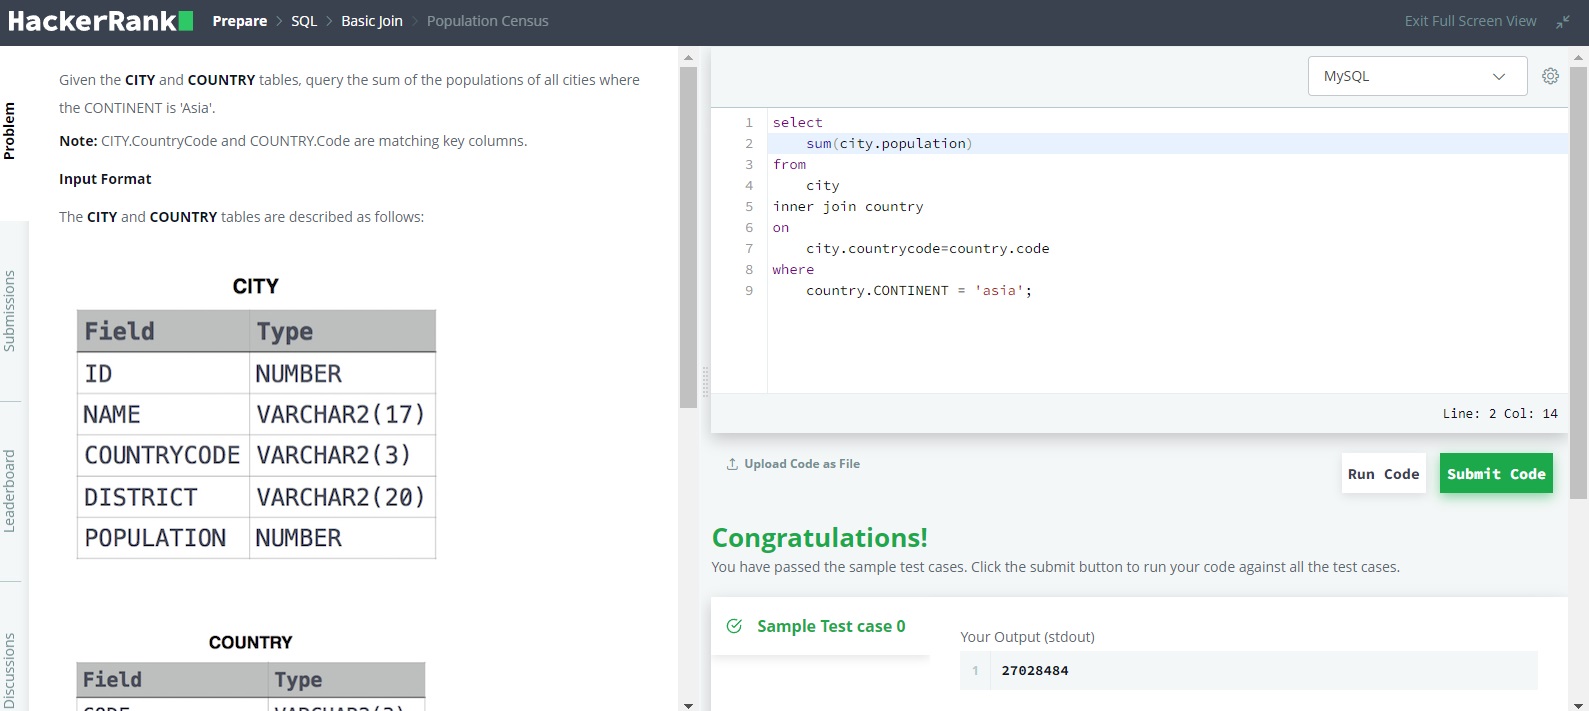 HackerRank
Prepare > SQL > Basic Join > Population Census
Exit Full Screen View
Problem
Submissions
Leaderboard
Discussions
Given the CITY and COUNTRY tables, query the sum of the populations of all cities where
the CONTINENT is 'Asia'.
Note: CITY.CountryCode and COUNTRY.Code are matching key columns.
Input Format
The CITY and COUNTRY tables are described as follows:
CITY
Field Type
ID NUMBER
NAME VARCHAR2(17)
COUNTRYCODE VARCHAR2(3)
DISTRICT VARCHAR2(20)
POPULATION NUMBER
COUNTRY
Field Type
CODE VARCHAR2(3)
MySQL
1 select
2 sum(city.population)
3 from
4 city
5 inner join country
6 on
7 city.countrycode=country.code
8 where
9 country.CONTINENT = 'asia';
Line: 2 Col: 14
Upload Code as File
Run Code
Submit Code
Congratulations!
You have passed the sample test cases. Click the submit button to run your code against all the test cases.
Sample Test case 0
Your Output (stdout)
1 27028484